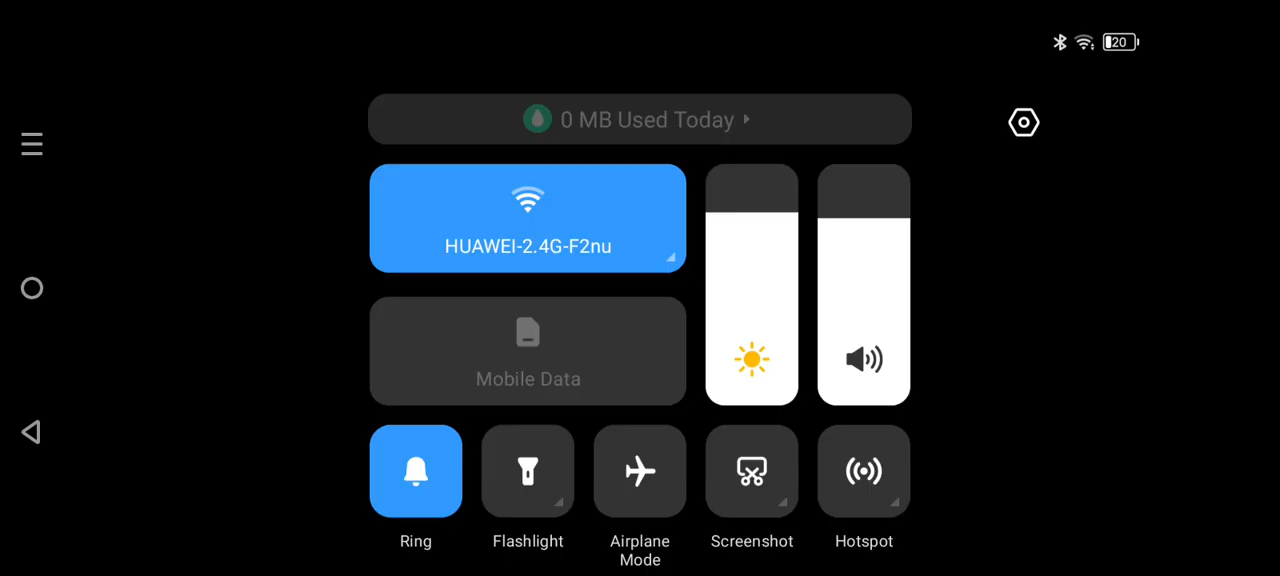 20
0 MB Used Today
HUAWEI-2.4G-F2nu
Mobile Data
Ring
Flashlight
Airplane
Mode
Screenshot
Hotspot